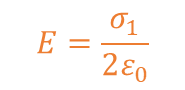 E = σ₁ / 2ε₀